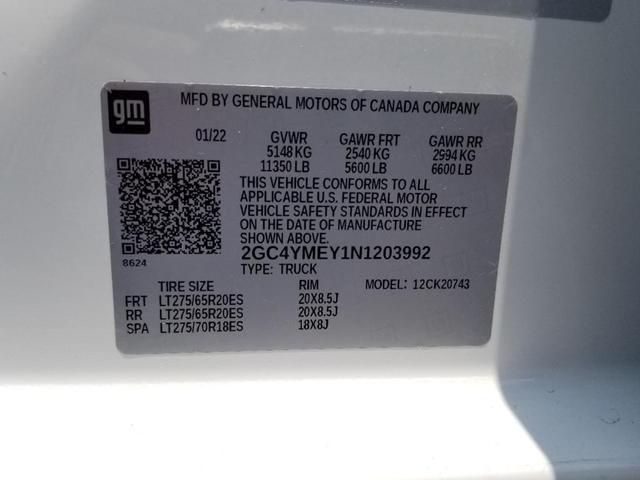 gm
MFD BY GENERAL MOTORS OF CANADA COMPANY
01/22 GVWR GAWR FRT GAWR RR
5148 KG 2540 KG 2994 KG
11350 LB 5600 LB 6600 LB
THIS VEHICLE CONFORMS TO ALL
APPLICABLE U.S. FEDERAL MOTOR
VEHICLE SAFETY STANDARDS IN EFFECT
ON THE DATE OF MANUFACTURE
SHOWN ABOVE.
8624
2GC4YMEY1N1203992
TYPE: TRUCK
TIRE SIZE RIM MODEL: 12CK20743
FRT LT275/65R20ES 20X8.5J
RR LT275/65R20ES 20X8.5J
SPA LT275/70R18ES 18X8J